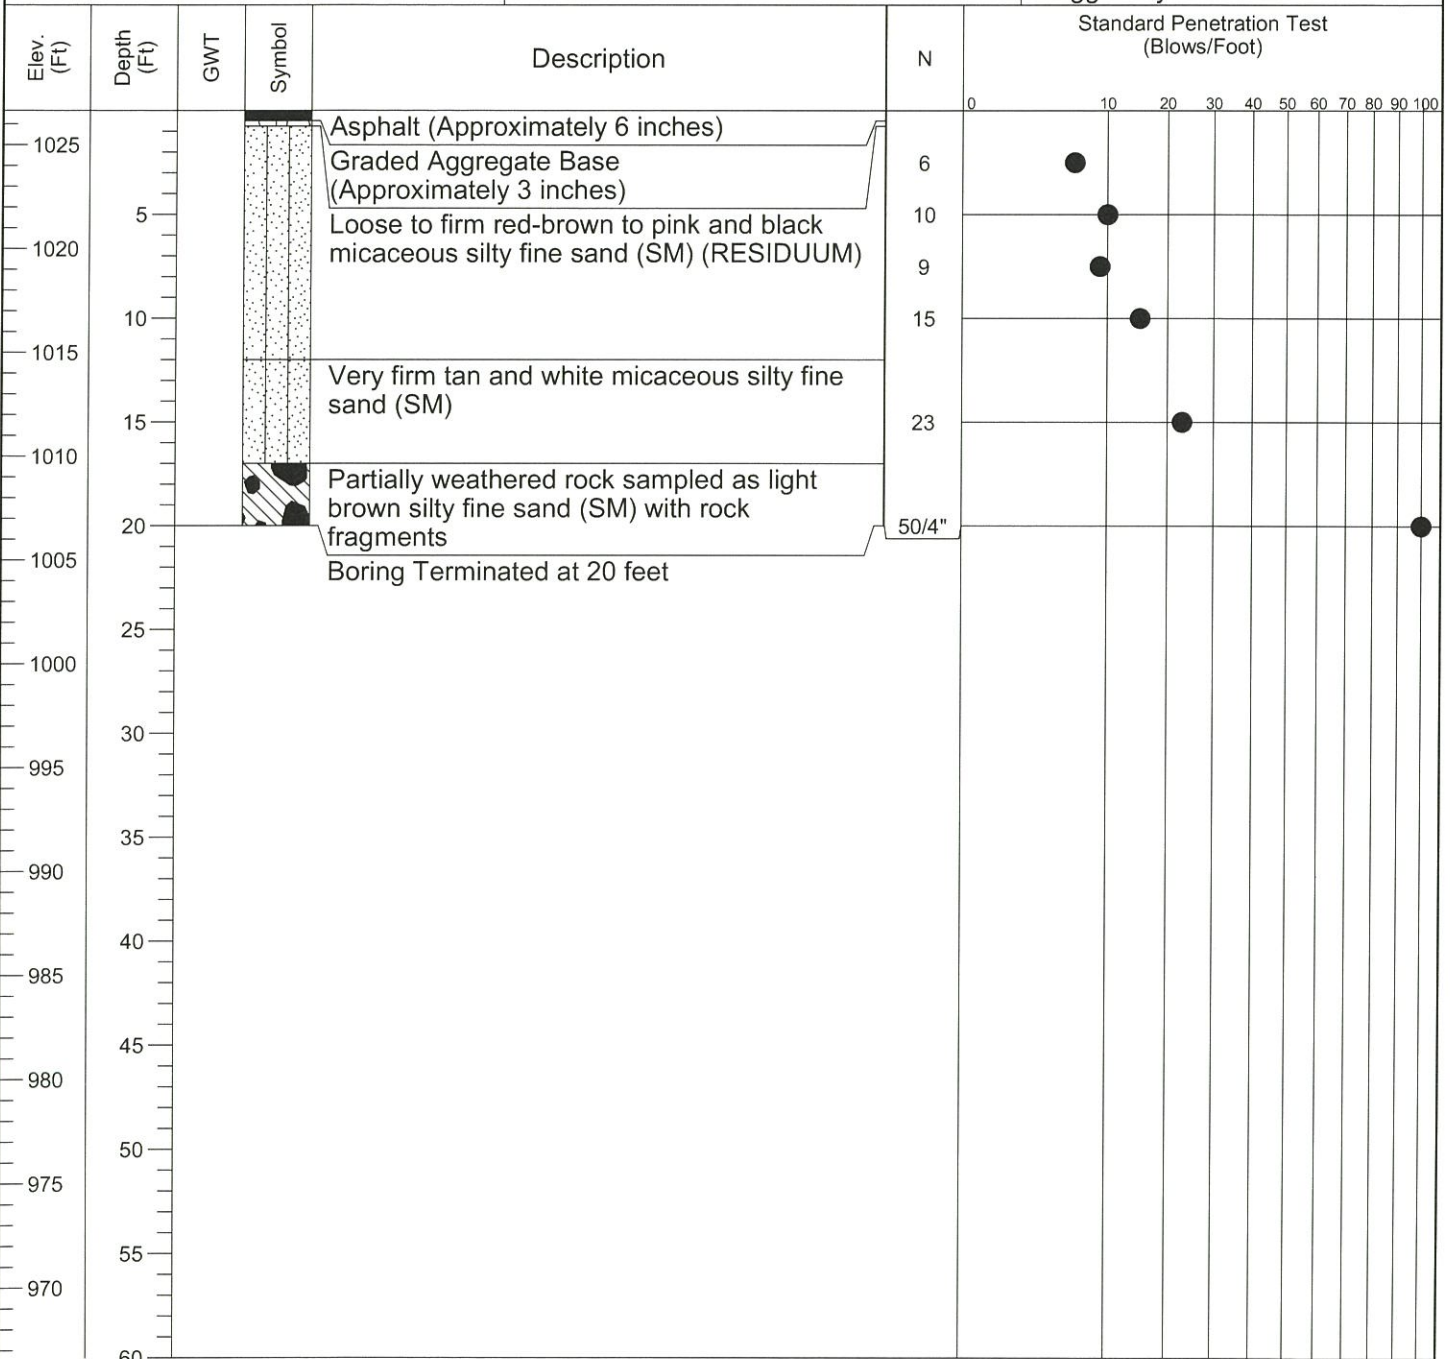 Elev.
(Ft)
Depth
(Ft)
GWT
Symbol
Description
N
Standard Penetration Test
(Blows/Foot)
0 10 20 30 40 50 60 70 80 90 100
Asphalt (Approximately 6 inches)
1025
Graded Aggregate Base
6
(Approximately 3 inches)
5
Loose to firm red-brown to pink and black
10
1020
micaceous silty fine sand (SM) (RESIDUUM)
9
10
15
1015
Very firm tan and white micaceous silty fine
sand (SM)
15
23
1010
Partially weathered rock sampled as light
brown silty fine sand (SM) with rock
20
fragments
50/4"
1005
Boring Terminated at 20 feet
25
1000
30
995
35
990
40
985
45
980
50
975
55
970
60